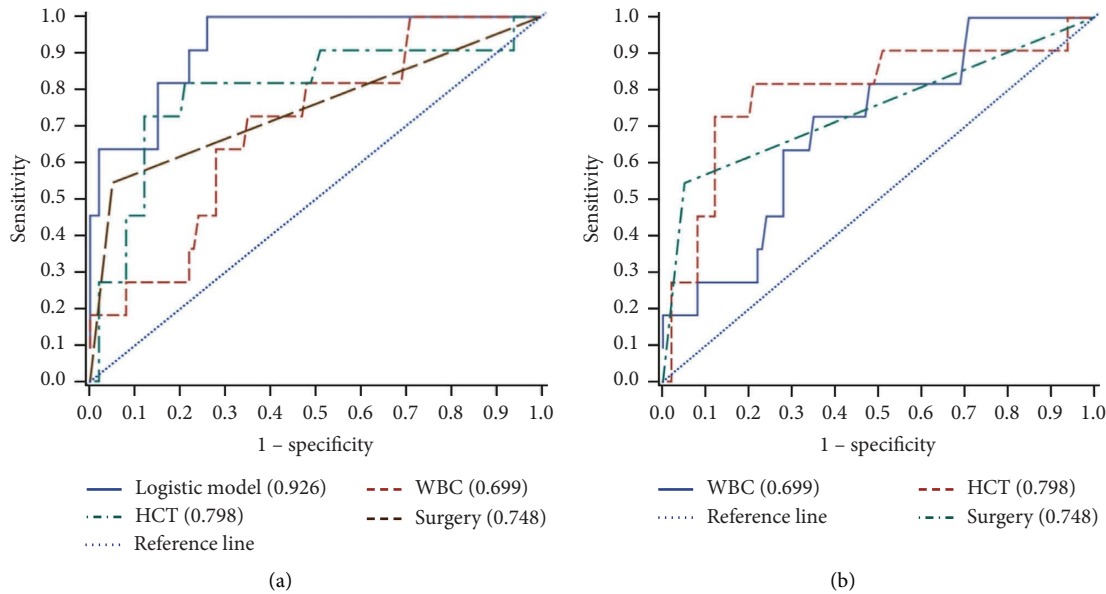 1.0
0.9
0.8
0.7
0.6
0.5
0.4
0.3
0.2
0.1
0.0
Sensitivity
0.0 0.1 0.2 0.3 0.4 0.5 0.6 0.7 0.8 0.9 1.0
1 – specificity
Logistic model (0.926) WBC (0.699)
HCT (0.798) Surgery (0.748)
Reference line
(a)
1.0
0.9
0.8
0.7
0.6
0.5
0.4
0.3
0.2
0.1
0.0
Sensitivity
0.0 0.1 0.2 0.3 0.4 0.5 0.6 0.7 0.8 0.9 1.0
1 – specificity
WBC (0.699) HCT (0.798)
Reference line Surgery (0.748)
(b)